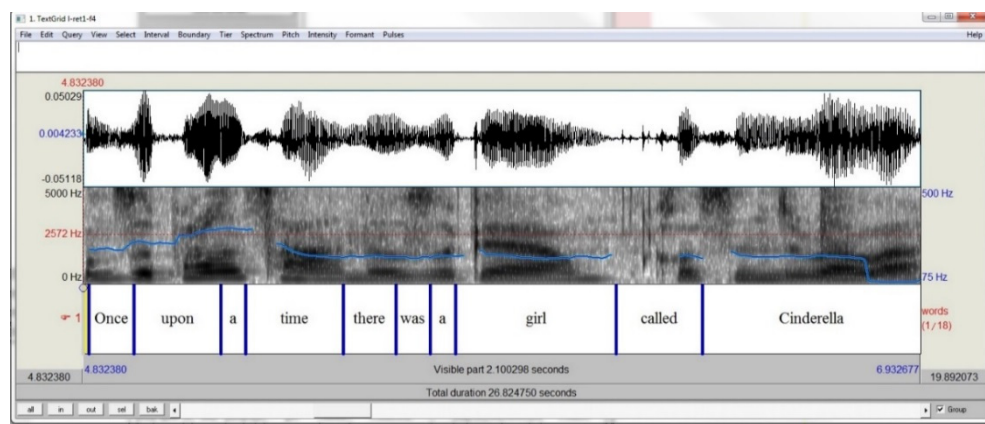 1. TextGrid l-ret1-f4
File Edit Query View Select Interval Boundary Tier Spectrum Pitch Intensity Formant Pulses Help
4.832380
0.05029
0.004233
-0.05118
5000 Hz 500 Hz
2572 Hz
0 Hz 75 Hz
1 Once upon a time there was a girl called Cinderella words
(1/18)
4.832380 4.832380 Visible part 2.100298 seconds 6.932677 19.892073
Total duration 26.824750 seconds
all in out sel bak Group